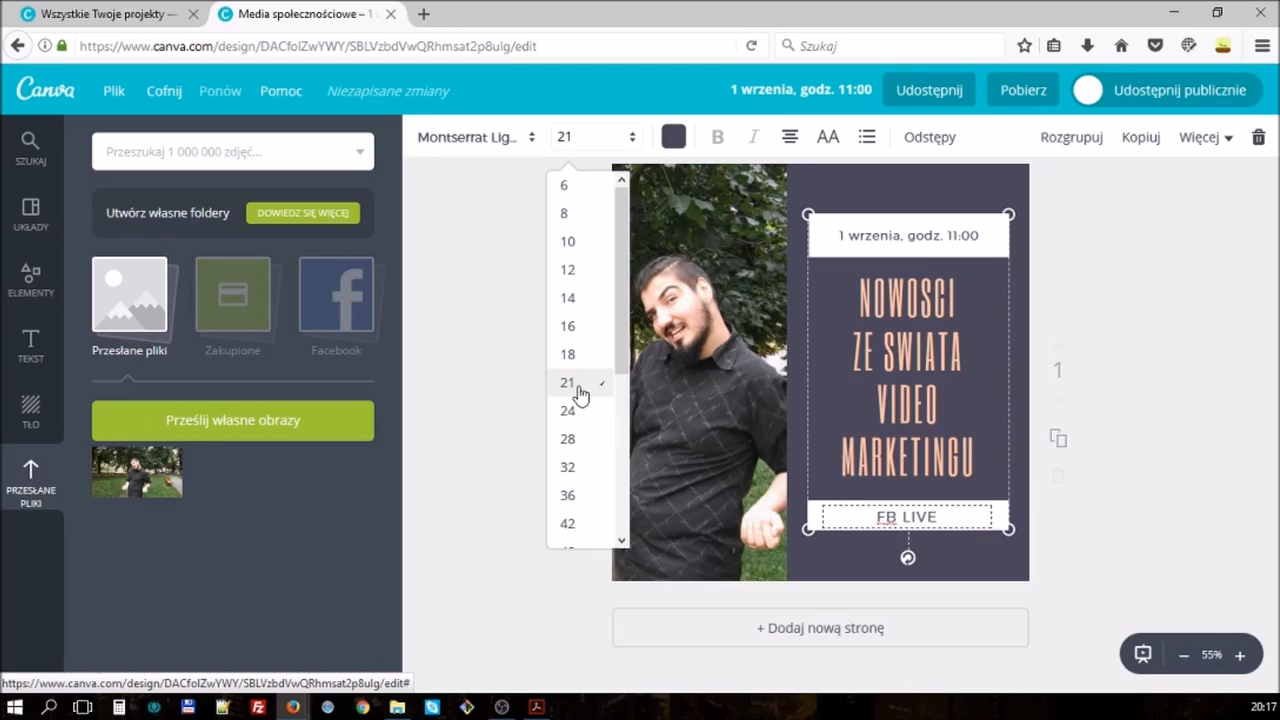 Wszystkie Twoje projekty —
Media społecznościowe – 1
https://www.canva.com/design/DACfolZwYWY/SBLVzbdVwQRhmsat2p8ulg/edit
Szukaj
Canva
Plik
Cofnij
Ponów
Pomoc
Niezapisane zmiany
1 wrzenia, godz. 11:00
Udostępnij
Pobierz
Udostępnij publicznie
SZUKAJ
UKŁADY
ELEMENTY
TEKST
TŁO
PRZESŁANE
PLIKI
Przeszukaj 1 000 000 zdjęć...
Utwórz własne foldery
DOWIEDZ SIĘ WIĘCEJ
Przesłane pliki
Zakupione
Facebook
Prześlij własne obrazy
Montserrat Lig...
21
B
I
AA
Odstępy
Rozgrupuj
Kopiuj
Więcej
6
8
10
12
14
16
18
21
24
28
32
36
42
1 wrzenia, godz. 11:00
NOWOSCI
ZE SWIATA
VIDEO
MARKETINGU
FB LIVE
1
+ Dodaj nową stronę
55%
https://www.canva.com/design/DACfolZwYWY/SBLVzbdVwQRhmsat2p8ulg/edit#
20:17